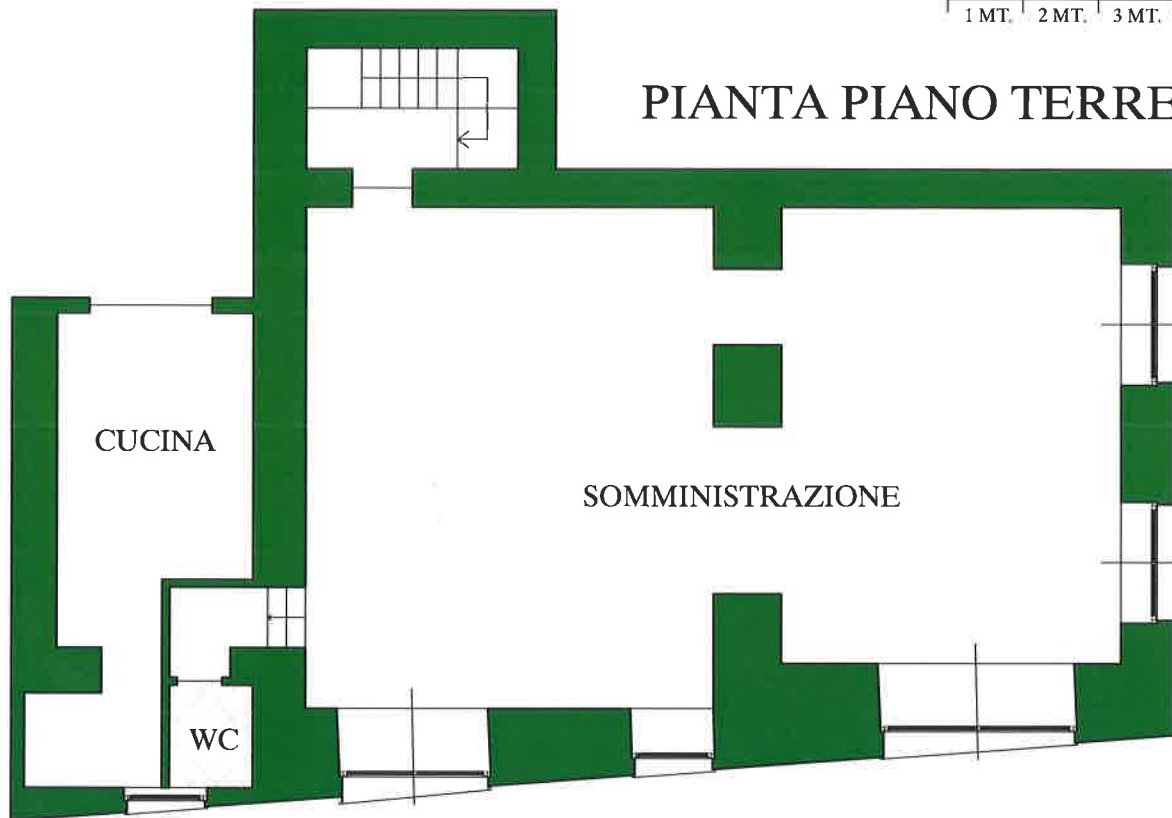 1 MT. 2 MT. 3 MT.
PIANTA PIANO TERRE
CUCINA
SOMMINISTRAZIONE
WC